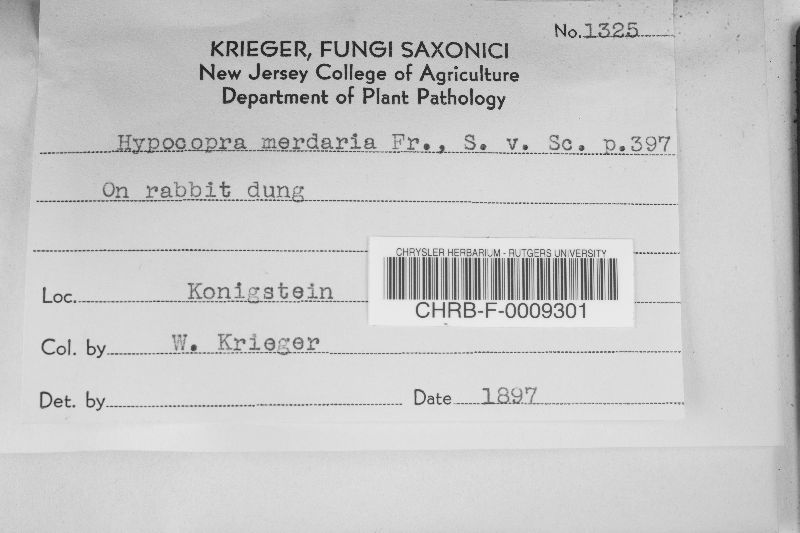 No. 1325
KRIEGER, FUNGI SAXONICI
New Jersey College of Agriculture
Department of Plant Pathology
Hypocopra merdaria Fr., S. v. Sc. p.397
On rabbit dung
CHRYSLER HERBARIUM - RUTGERS UNIVERSITY
CHRB-F-0009301
Loc. Konigstein
Col. by W. Krieger
Det. by
Date 1897